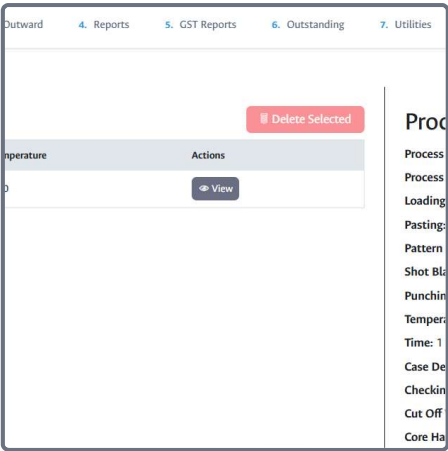 Outward 4. Reports 5. GST Reports 6. Outstanding 7. Utilities
Delete Selected
Proc
nperature Actions
View
Process
Process
Loading
Pasting:
Pattern
Shot Bla
Punchin
Tempera
Time: 1
Case De
Checkin
Cut Off
Core Ha